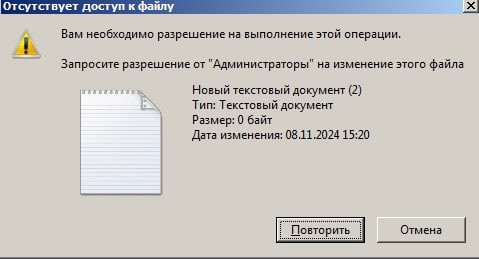 Отсутствует доступ к файлу
Вам необходимо разрешение на выполнение этой операции.
Запросите разрешение от "Администраторы" на изменение этого файла
Новый текстовый документ (2)
Тип: Текстовый документ
Размер: 0 байт
Дата изменения: 08.11.2024 15:20
Повторить
Отмена